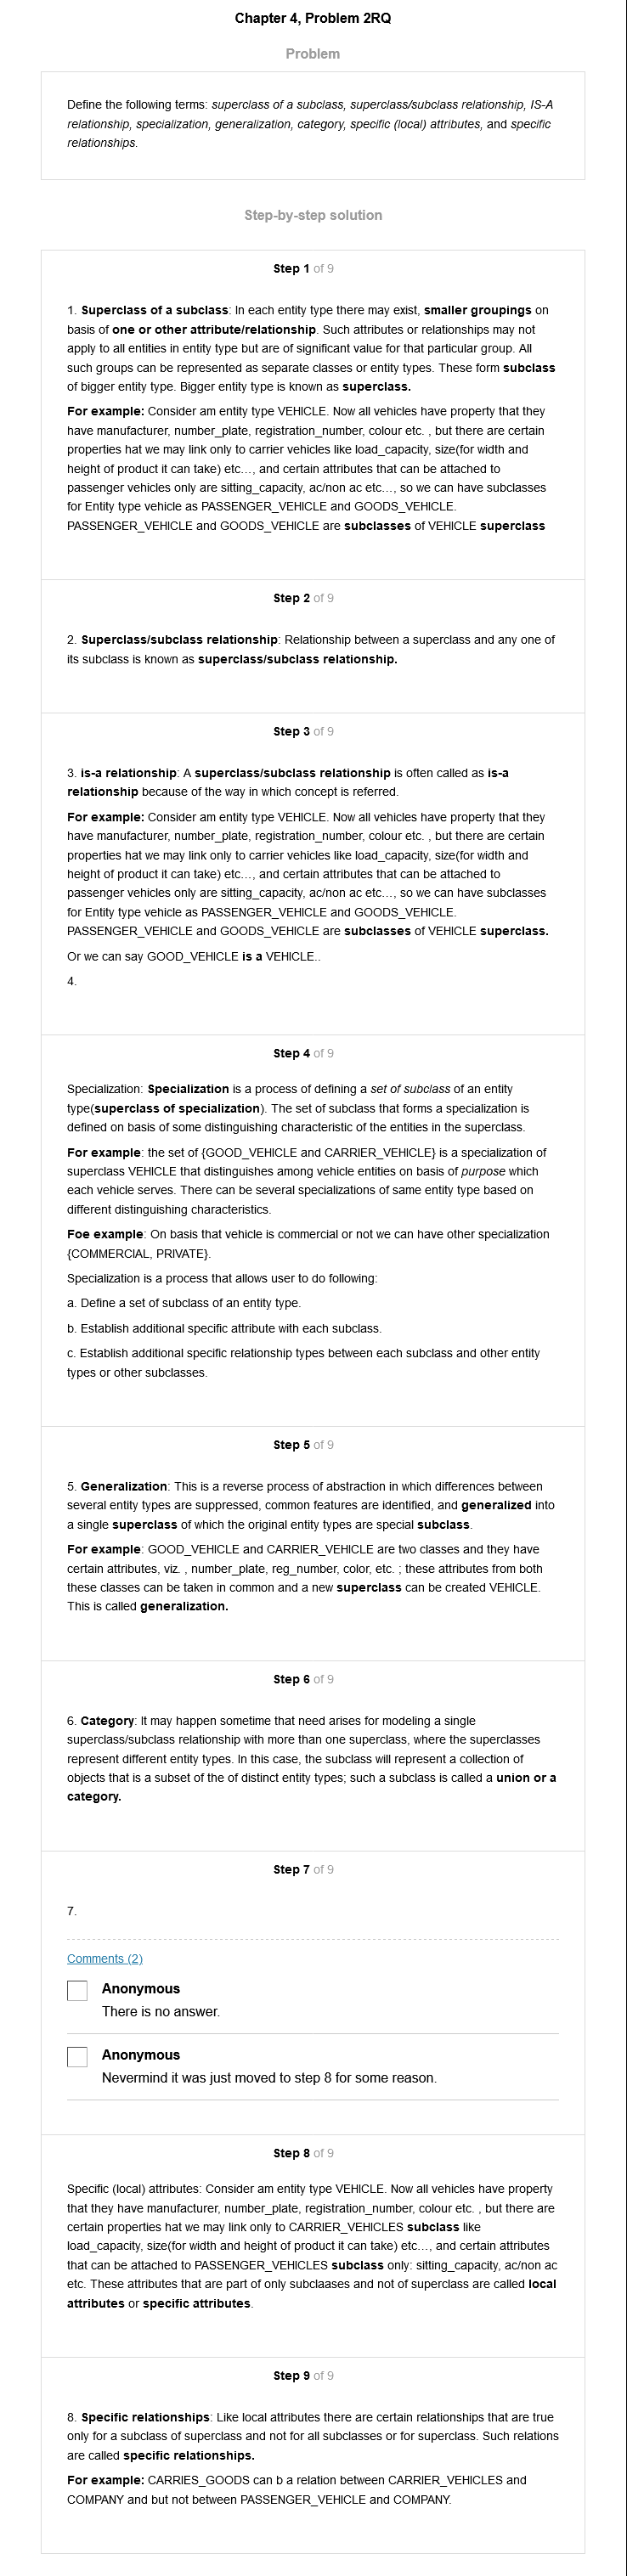 Chapter 4, Problem 2RQ
Problem
Define the following terms: superclass of a subclass, superclass/subclass relationship, IS-A
relationship, specialization, generalization, category, specific (local) attributes, and specific
relationships.
Step-by-step solution
Step 1 of 9
1. Superclass of a subclass: In each entity type there may exist, smaller groupings on
basis of one or other attribute/relationship. Such attributes or relationships may not
apply to all entities in entity type but are of significant value for that particular group. All
such groups can be represented as separate classes or entity types. These form subclass
of bigger entity type. Bigger entity type is known as superclass.
For example: Consider am entity type VEHICLE. Now all vehicles have property that they
have manufacturer, number_plate, registration_number, colour etc. , but there are certain
properties hat we may link only to carrier vehicles like load_capacity, size(for width and
height of product it can take) etc…, and certain attributes that can be attached to
passenger vehicles only are sitting_capacity, ac/non ac etc…, so we can have subclasses
for Entity type vehicle as PASSENGER_VEHICLE and GOODS_VEHICLE.
PASSENGER_VEHICLE and GOODS_VEHICLE are subclasses of VEHICLE superclass
Step 2 of 9
2. Superclass/subclass relationship: Relationship between a superclass and any one of
its subclass is known as superclass/subclass relationship.
Step 3 of 9
3. is-a relationship: A superclass/subclass relationship is often called as is-a
relationship because of the way in which concept is referred.
For example: Consider am entity type VEHICLE. Now all vehicles have property that they
have manufacturer, number_plate, registration_number, colour etc. , but there are certain
properties hat we may link only to carrier vehicles like load_capacity, size(for width and
height of product it can take) etc…, and certain attributes that can be attached to
passenger vehicles only are sitting_capacity, ac/non ac etc…, so we can have subclasses
for Entity type vehicle as PASSENGER_VEHICLE and GOODS_VEHICLE.
PASSENGER_VEHICLE and GOODS_VEHICLE are subclasses of VEHICLE superclass.
Or we can say GOOD_VEHICLE is a VEHICLE..
4.
Step 4 of 9
Specialization: Specialization is a process of defining a set of subclass of an entity
type(superclass of specialization). The set of subclass that forms a specialization is
defined on basis of some distinguishing characteristic of the entities in the superclass.
For example: the set of {GOOD_VEHICLE and CARRIER_VEHICLE} is a specialization of
superclass VEHICLE that distinguishes among vehicle entities on basis of purpose which
each vehicle serves. There can be several specializations of same entity type based on
different distinguishing characteristics.
Foe example: On basis that vehicle is commercial or not we can have other specialization
{COMMERCIAL, PRIVATE}.
Specialization is a process that allows user to do following:
a. Define a set of subclass of an entity type.
b. Establish additional specific attribute with each subclass.
c. Establish additional specific relationship types between each subclass and other entity
types or other subclasses.
Step 5 of 9
5. Generalization: This is a reverse process of abstraction in which differences between
several entity types are suppressed, common features are identified, and generalized into
a single superclass of which the original entity types are special subclass.
For example: GOOD_VEHICLE and CARRIER_VEHICLE are two classes and they have
certain attributes, viz. , number_plate, reg_number, color, etc. ; these attributes from both
these classes can be taken in common and a new superclass can be created VEHICLE.
This is called generalization.
Step 6 of 9
6. Category: It may happen sometime that need arises for modeling a single
superclass/subclass relationship with more than one superclass, where the superclasses
represent different entity types. In this case, the subclass will represent a collection of
objects that is a subset of the of distinct entity types; such a subclass is called a union or a
category.
Step 7 of 9
7.
Comments (2)
Anonymous
There is no answer.
Anonymous
Nevermind it was just moved to step 8 for some reason.
Step 8 of 9
Specific (local) attributes: Consider am entity type VEHICLE. Now all vehicles have property
that they have manufacturer, number_plate, registration_number, colour etc. , but there are
certain properties hat we may link only to CARRIER_VEHICLES subclass like
load_capacity, size(for width and height of product it can take) etc…, and certain attributes
that can be attached to PASSENGER_VEHICLES subclass only: sitting_capacity, ac/non ac
etc. These attributes that are part of only subclaases and not of superclass are called local
attributes or specific attributes.
Step 9 of 9
8. Specific relationships: Like local attributes there are certain relationships that are true
only for a subclass of superclass and not for all subclasses or for superclass. Such relations
are called specific relationships.
For example: CARRIES_GOODS can b a relation between CARRIER_VEHICLES and
COMPANY and but not between PASSENGER_VEHICLE and COMPANY.